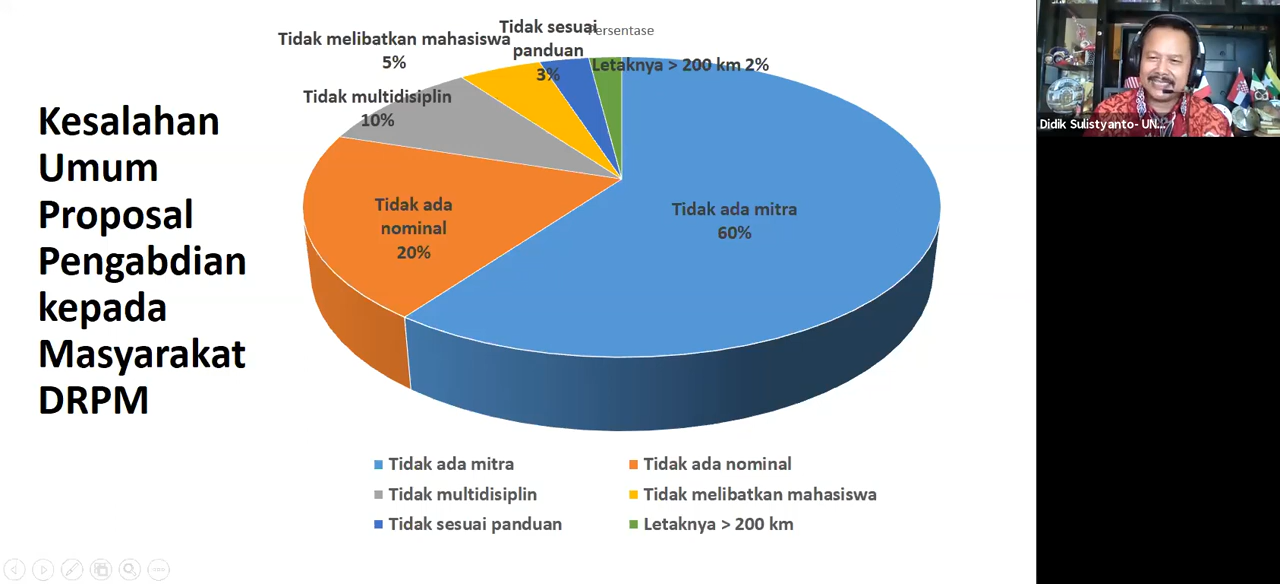 Kesalahan
Umum
Proposal
Pengabdian
kepada
Masyarakat
DRPM
Persentase
Tidak melibatkan mahasiswa
5%
Tidak sesuai
panduan
3%
Letaknya > 200 km 2%
Tidak multidisiplin
10%
Tidak ada
nominal
20%
Tidak ada mitra
60%
Tidak ada mitra
Tidak ada nominal
Tidak multidisiplin
Tidak melibatkan mahasiswa
Tidak sesuai panduan
Letaknya > 200 km
Didik Sulistyanto- UN...